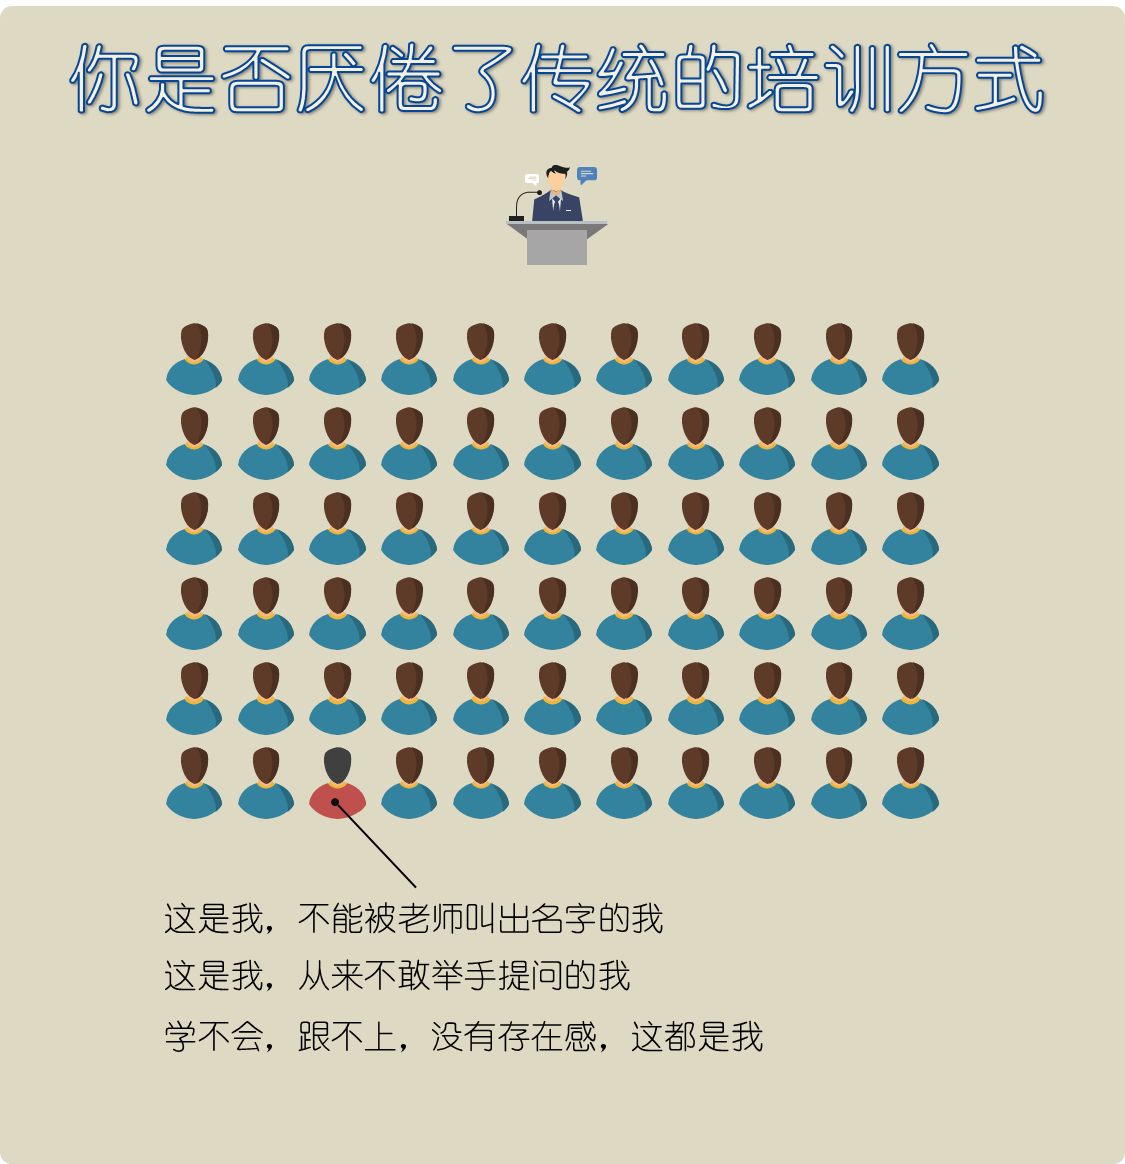 你是否厌倦了传统的培训方式
这是我，不能被老师叫出名字的我
这是我，从来不敢举手提问的我
学不会，跟不上，没有存在感，这都是我